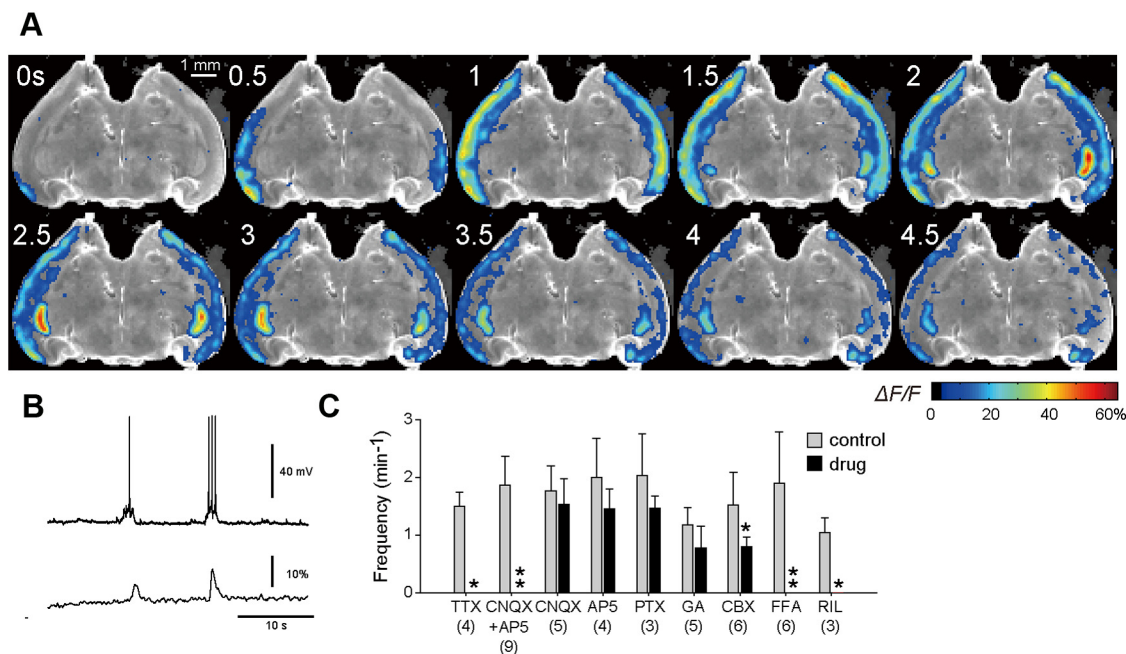 A
0s
1 mm
0.5
1
1.5
2
2.5
3
3.5
4
4.5
ΔF/F
0 20 40 60%
B
40 mV
10%
10 s
C
Frequency (min-1)
3
2
1
0
control
drug
*
**
*
**
*
TTX
(4)
CNQX
+AP5
(9)
CNQX
(5)
AP5
(4)
PTX
(3)
GA
(5)
CBX
(6)
FFA
(6)
RIL
(3)